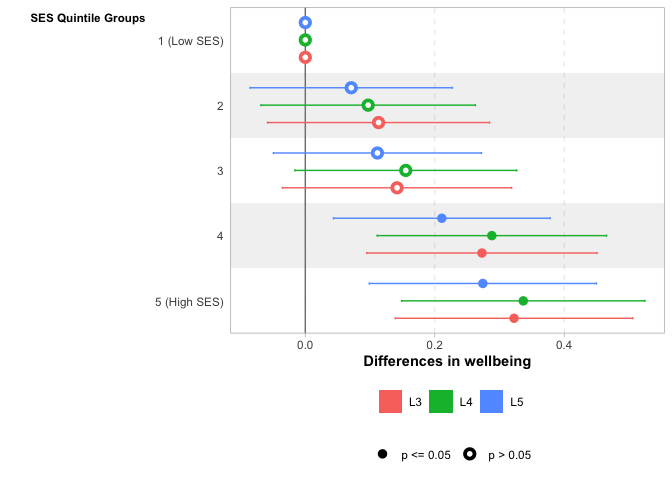 SES Quintile Groups
1 (Low SES)
2
3
4
5 (High SES)
0.0 0.2 0.4
Differences in wellbeing
L3 L4 L5
p <= 0.05 p > 0.05